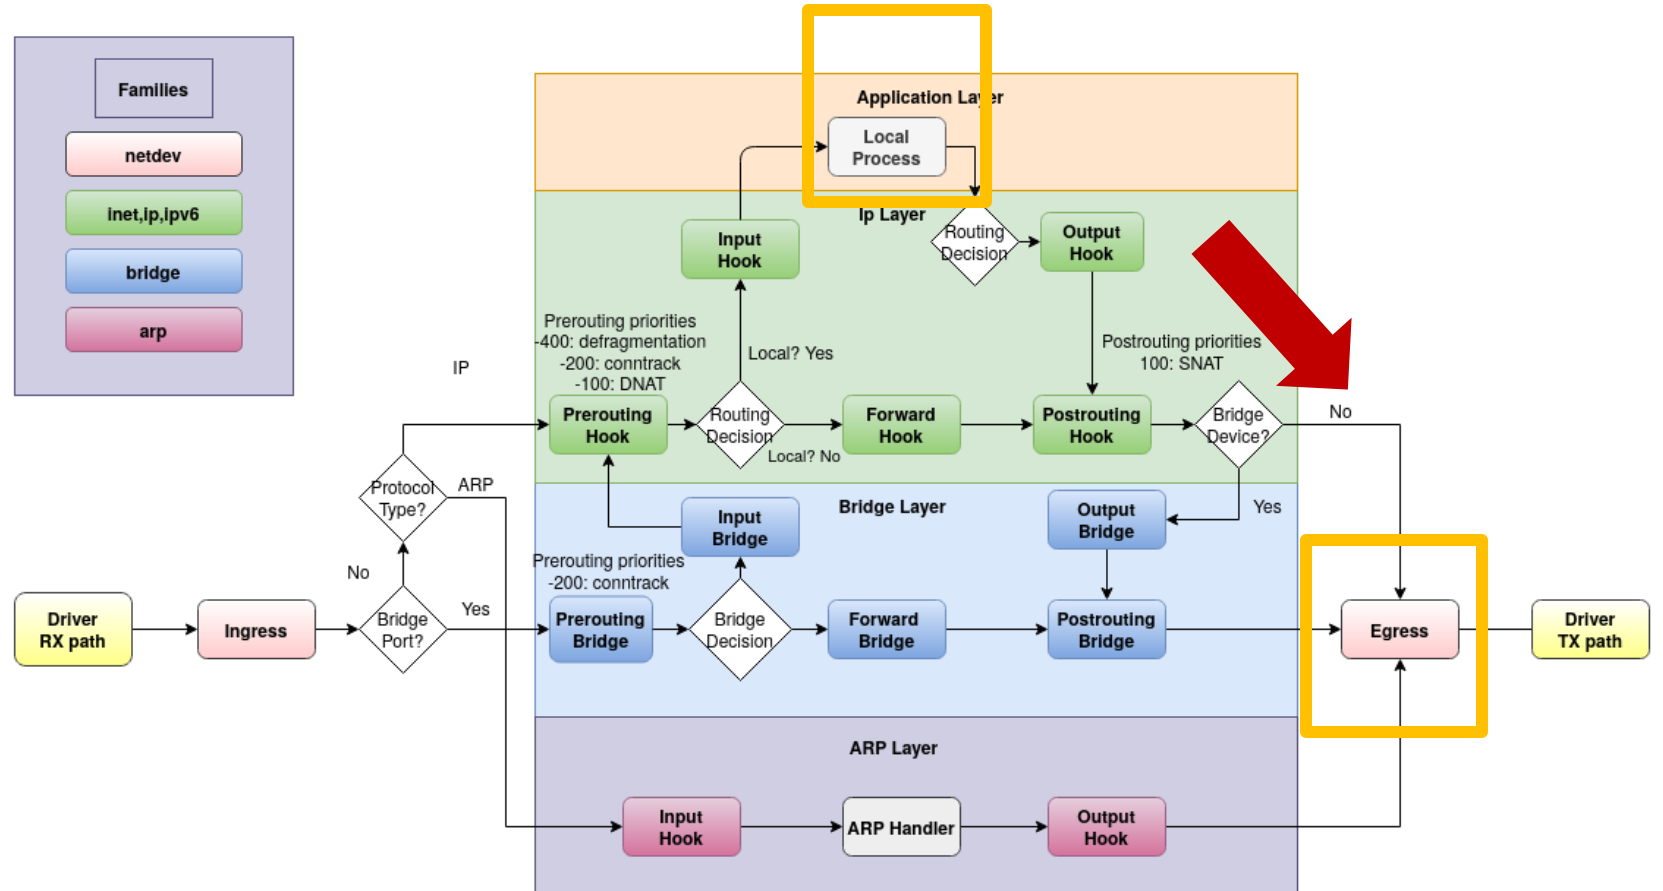 Families
netdev
inet,ip,ipv6
bridge
arp
Application Layer
Local
Process
Ip Layer
Input
Hook
Routing
Decision
Output
Hook
Prerouting priorities
-400: defragmentation
-200: conntrack
-100: DNAT
Local? Yes
Postrouting priorities
100: SNAT
IP
Prerouting
Hook
Routing
Decision
Local? No
Forward
Hook
Postrouting
Hook
Bridge
Device?
No
Protocol
Type?
ARP
Bridge Layer
Input
Bridge
Output
Bridge
Yes
Prerouting priorities
-200: conntrack
No
Driver
RX path
Ingress
Bridge
Port?
Yes
Prerouting
Bridge
Bridge
Decision
Forward
Bridge
Postrouting
Bridge
Egress
Driver
TX path
ARP Layer
Input
Hook
ARP Handler
Output
Hook